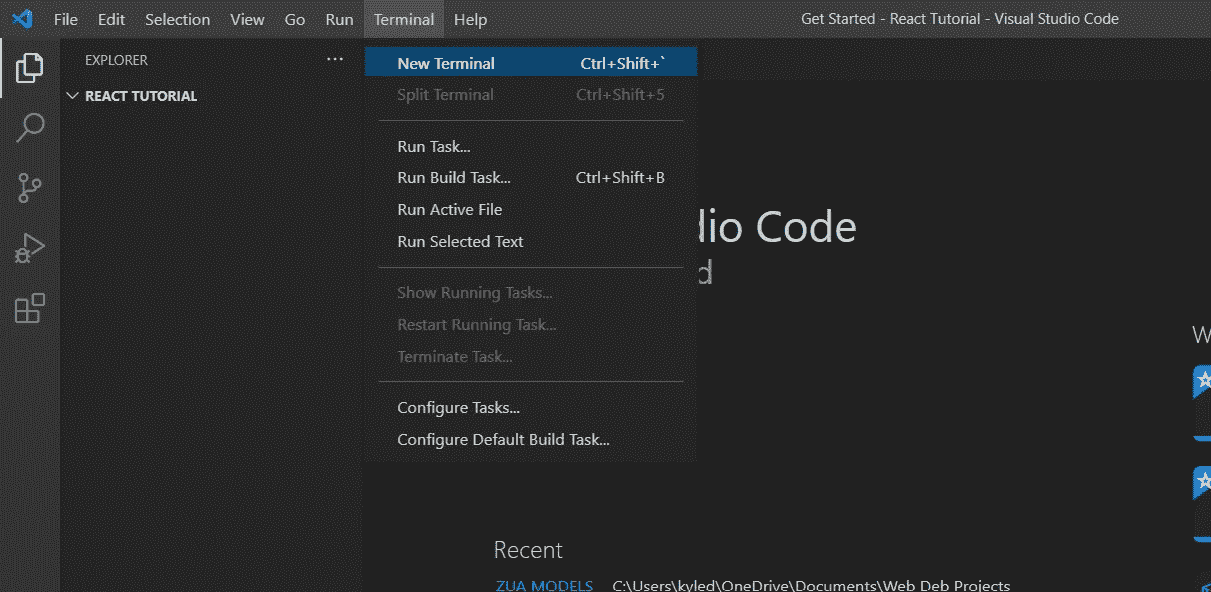 File Edit Selection View Go Run Terminal Help Get Started - React Tutorial - Visual Studio Code
EXPLORER ...
REACT TUTORIAL
New Terminal Ctrl+Shift+`
Split Terminal Ctrl+Shift+5
Run Task...
Run Build Task... Ctrl+Shift+B
Run Active File
Run Selected Text
dio Code
d
Show Running Tasks...
Restart Running Task...
Terminate Task...
W
Configure Tasks...
Configure Default Build Task...
Recent
ZUA MODELS C:\Users\kyled\OneDrive\Documents\Web Deb Projects